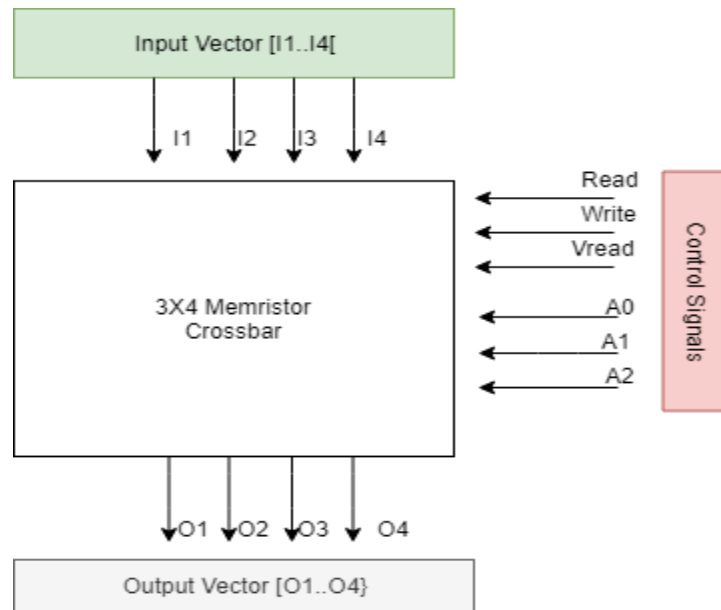 Input Vector [I1..I4[
I1
I2
I3
I4
Read
Write
Vread
A0
A1
A2
Control Signals
3X4 Memristor
Crossbar
O1
O2
O3
O4
Output Vector [O1..O4}